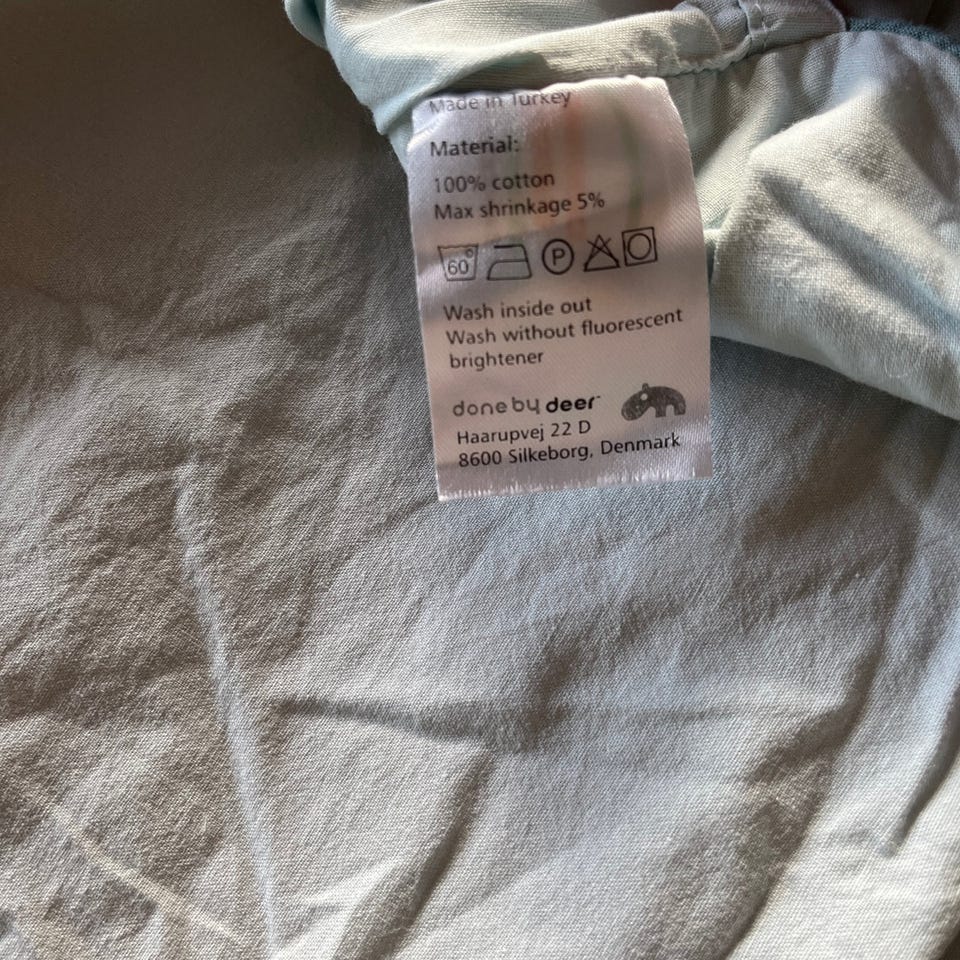 Made in Turkey
Material:
100% cotton
Max shrinkage 5%
60°
P
Wash inside out
Wash without fluorescent
brightener
done by deer™
Haarupvej 22 D
8600 Silkeborg, Denmark